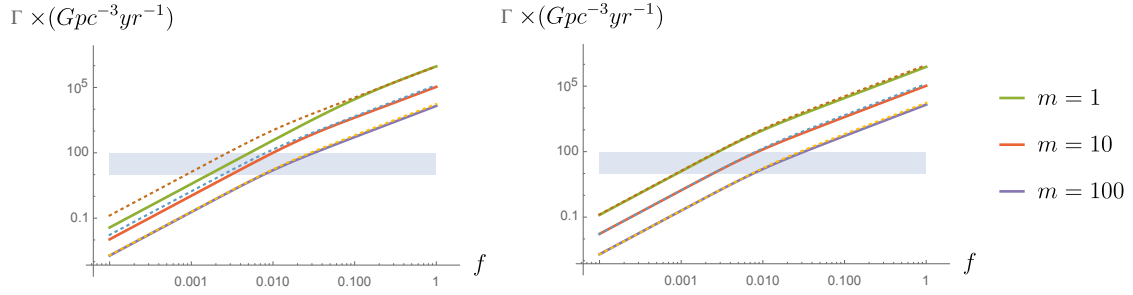 Γ ×(Gpc⁻³yr⁻¹)
10⁵
100
0.1
0.001 0.010 0.100 1
f
Γ ×(Gpc⁻³yr⁻¹)
10⁵
100
0.1
0.001 0.010 0.100 1
f
m = 1
m = 10
m = 100